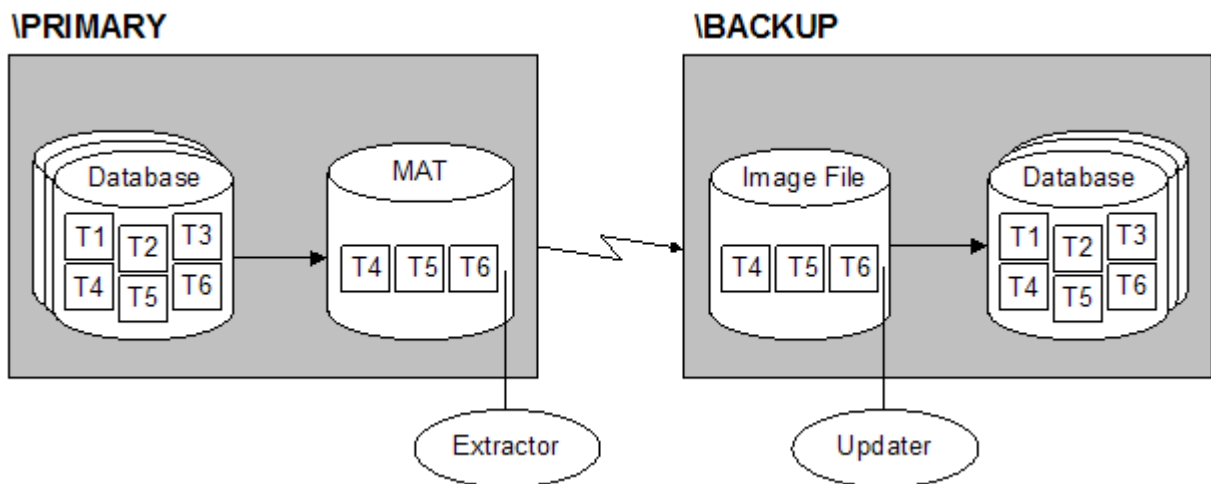 \PRIMARY
\BACKUP
Database
T1 T2 T3
T4 T5 T6
MAT
T4 T5 T6
Image File
T4 T5 T6
Database
T1 T2 T3
T4 T5 T6
Extractor
Updater